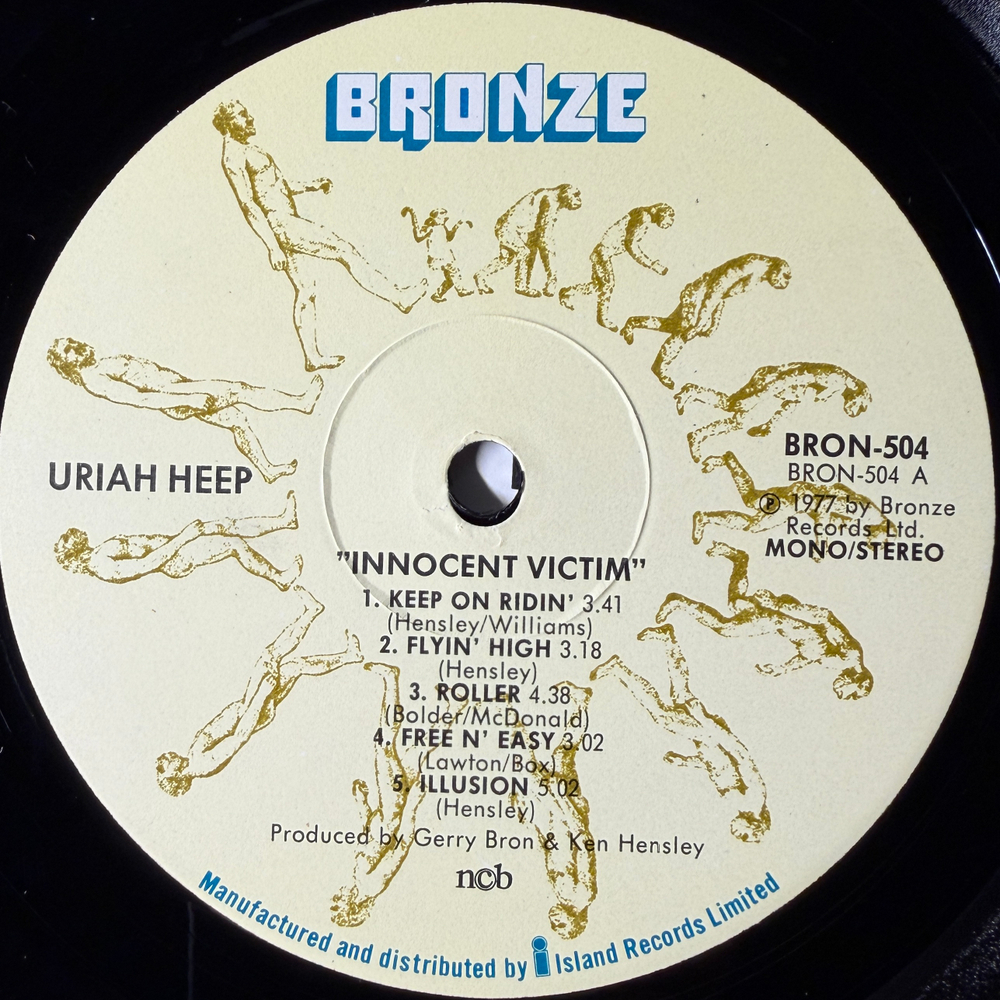 BRONZE
URIAH HEEP
BRON-504
BRON-504 A
Ⓟ 1977 by Bronze
Records Ltd.
MONO/STEREO
"INNOCENT VICTIM"
1. KEEP ON RIDIN' 3.41
(Hensley/Williams)
2. FLYIN' HIGH 3.18
(Hensley)
3. ROLLER 4.38
(Bolder/McDonald)
4. FREE N' EASY 3.02
(Lawton/Box)
5. ILLUSION 5.02
(Hensley)
Produced by Gerry Bron & Ken Hensley
n©b
Manufactured and distributed by i Island Records Limited